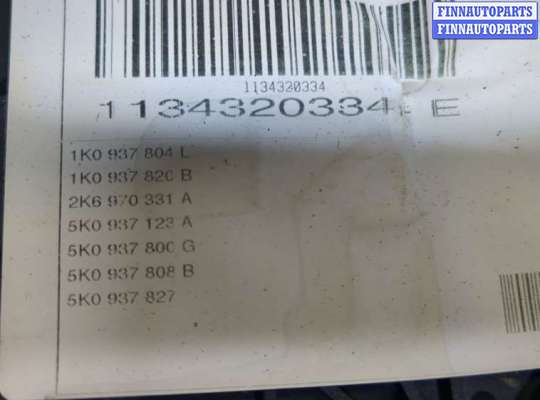 FINNAUTOPARTS
FINNAUTOPARTS
1134320334
1134320334-E
1K0 937 804 L
1K0 937 820 B
2K6 970 331 A
5K0 937 123 A
5K0 937 800 G
5K0 937 808 B
5K0 937 827